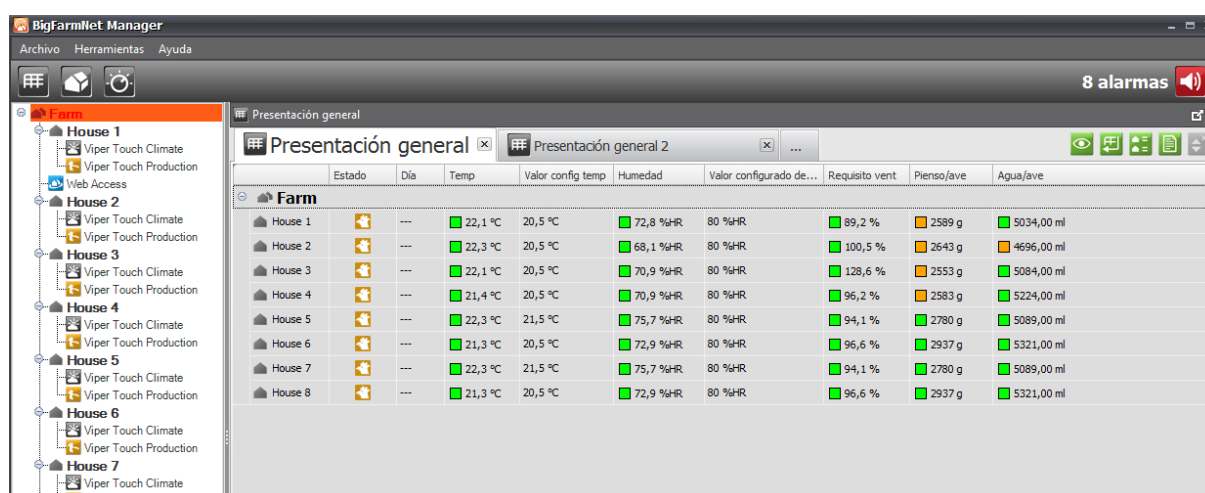 BigFarmNet Manager
Archivo Herramientas Ayuda
8 alarmas
Farm
House 1
Viper Touch Climate
Viper Touch Production
Web Access
House 2
Viper Touch Climate
Viper Touch Production
House 3
Viper Touch Climate
Viper Touch Production
House 4
Viper Touch Climate
Viper Touch Production
House 5
Viper Touch Climate
Viper Touch Production
House 6
Viper Touch Climate
Viper Touch Production
House 7
Viper Touch Climate
Presentación general
Presentación general Presentación general 2 ...
Estado Día Temp Valor config temp Humedad Valor configurado de... Requisito vent Pienso/ave Agua/ave
Farm
House 1 --- 22,1 ºC 20,5 ºC 72,8 %HR 80 %HR 89,2 % 2589 g 5034,00 ml
House 2 --- 22,3 ºC 20,5 ºC 68,1 %HR 80 %HR 100,5 % 2643 g 4696,00 ml
House 3 --- 22,1 ºC 20,5 ºC 70,9 %HR 80 %HR 128,6 % 2553 g 5084,00 ml
House 4 --- 21,4 ºC 20,5 ºC 70,9 %HR 80 %HR 96,2 % 2583 g 5224,00 ml
House 5 --- 22,3 ºC 21,5 ºC 75,7 %HR 80 %HR 94,1 % 2780 g 5089,00 ml
House 6 --- 21,3 ºC 20,5 ºC 72,9 %HR 80 %HR 96,6 % 2937 g 5321,00 ml
House 7 --- 22,3 ºC 21,5 ºC 75,7 %HR 80 %HR 94,1 % 2780 g 5089,00 ml
House 8 --- 21,3 ºC 20,5 ºC 72,9 %HR 80 %HR 96,6 % 2937 g 5321,00 ml